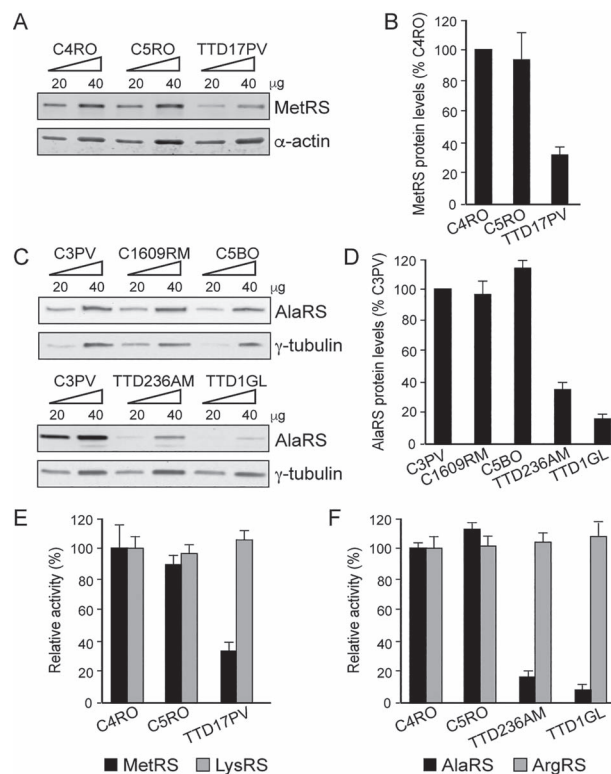 A
C4RO C5RO TTD17PV
20 40 20 40 20 40 μg
MetRS
α-actin
B
MetRS protein levels (% C4RO)
120
100
80
60
40
20
0
C4RO C5RO TTD17PV
C
C3PV C1609RM C5BO
20 40 20 40 20 40 μg
AlaRS
γ-tubulin
C3PV TTD236AM TTD1GL
20 40 20 40 20 40 μg
AlaRS
γ-tubulin
D
AlaRS protein levels (% C3PV)
120
100
80
60
40
20
0
C3PV C1609RM C5BO TTD236AM TTD1GL
E
Relative activity (%)
120
100
80
60
40
20
0
C4RO C5RO TTD17PV
MetRS LysRS
F
Relative activity (%)
120
100
80
60
40
20
0
C4RO C5RO TTD236AM TTD1GL
AlaRS ArgRS